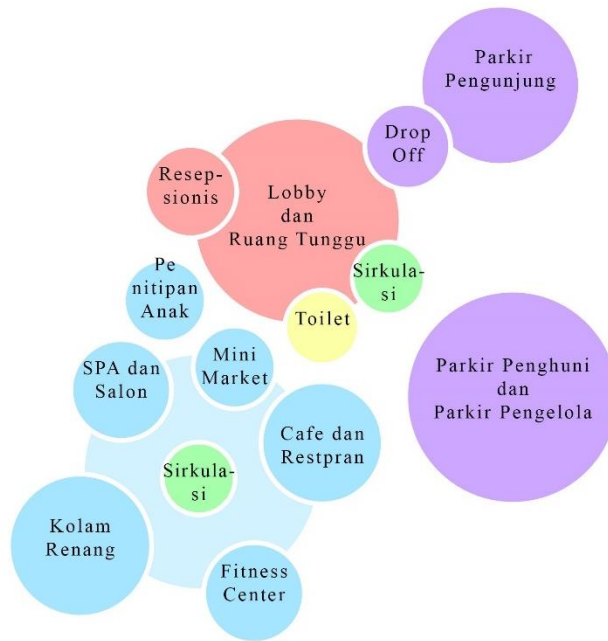 Parkir
Pengunjung
Drop
Off
Resep-
sionis
Lobby
dan
Ruang Tunggu
Sirkula-
si
Pe
nitipan
Anak
Toilet
Mini
Market
SPA dan
Salon
Parkir Penghuni
dan
Parkir Pengelola
Cafe dan
Restpran
Sirkula-
si
Kolam
Renang
Fitness
Center